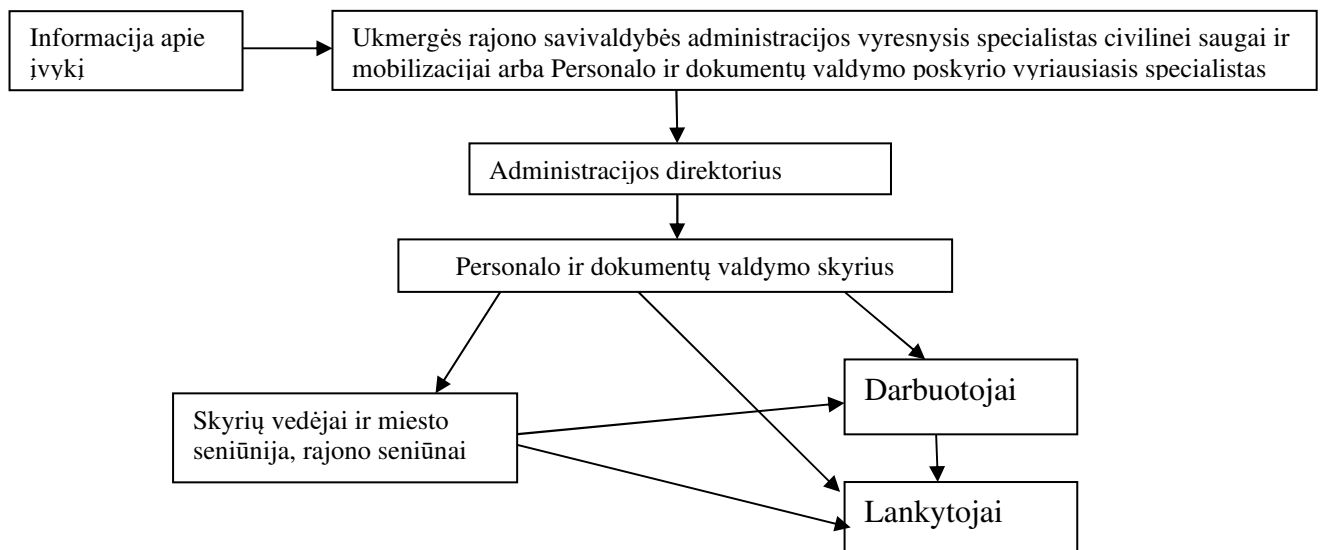 Informacija apie
įvykį
Ukmergės rajono savivaldybės administracijos vyresnysis specialistas civilinei saugai ir
mobilizacijai arba Personalo ir dokumentų valdymo poskyrio vyriausiasis specialistas
Administracijos direktorius
Personalo ir dokumentų valdymo skyrius
Darbuotojai
Skyrių vedėjai ir miesto
seniūnija, rajono seniūnai
Lankytojai